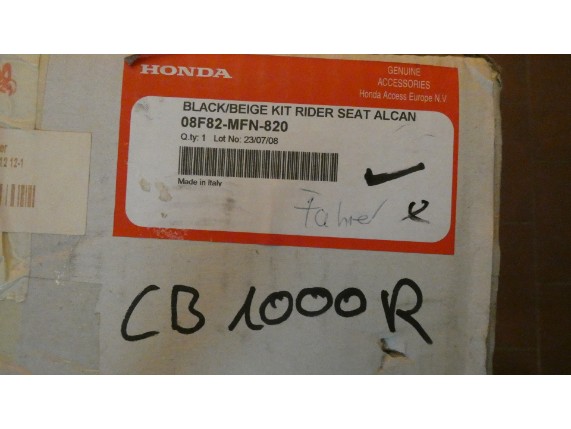 HONDA
GENUINE
ACCESSORIES
Honda Access Europe N.V
BLACK/BEIGE KIT RIDER SEAT ALCAN
08F82-MFN-820
Q.ty: 1 Lot No: 23/07/08
Made in Italy
Fahrer
CB 1000R